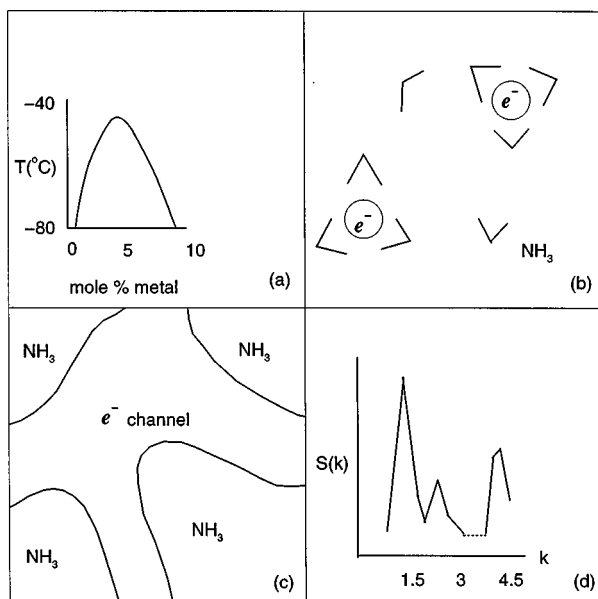 −40
T(°C)
−80
0 5 10
mole % metal
(a)
e⁻
e⁻
NH₃
(b)
NH₃
NH₃
e⁻ channel
NH₃
NH₃
(c)
S(k)
k
1.5 3 4.5
(d)